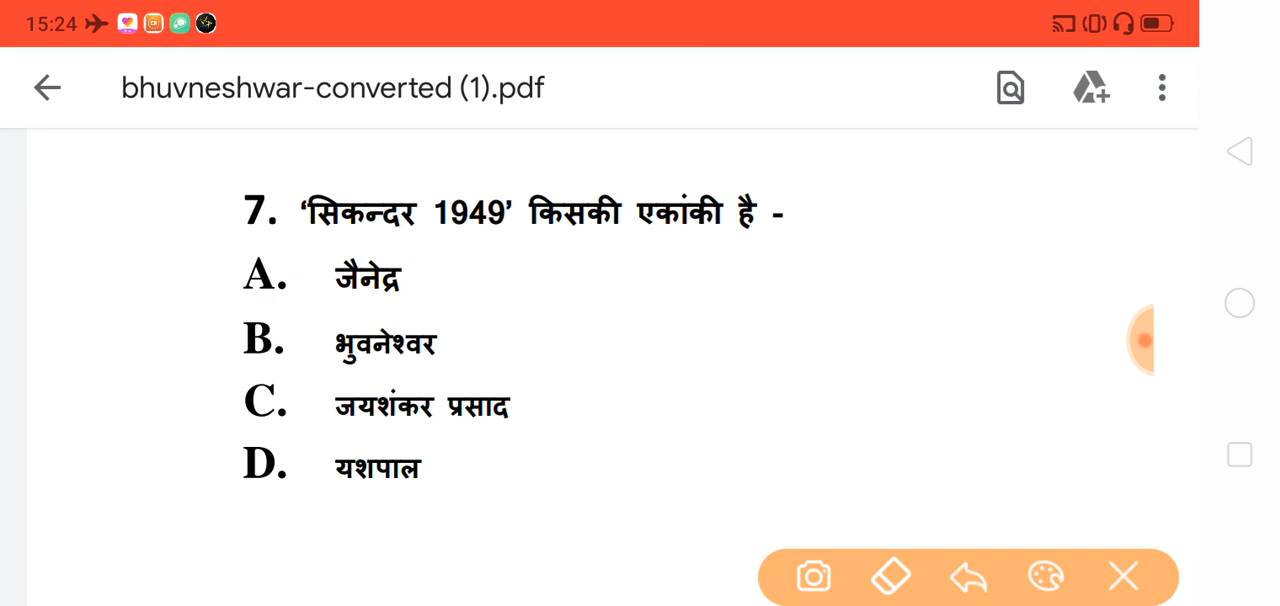 15:24
bhuvneshwar-converted (1).pdf
7. ‘सिकन्दर 1949’ किसकी एकांकी है -
A. जैनेद्र
B. भुवनेश्वर
C. जयशंकर प्रसाद
D. यशपाल